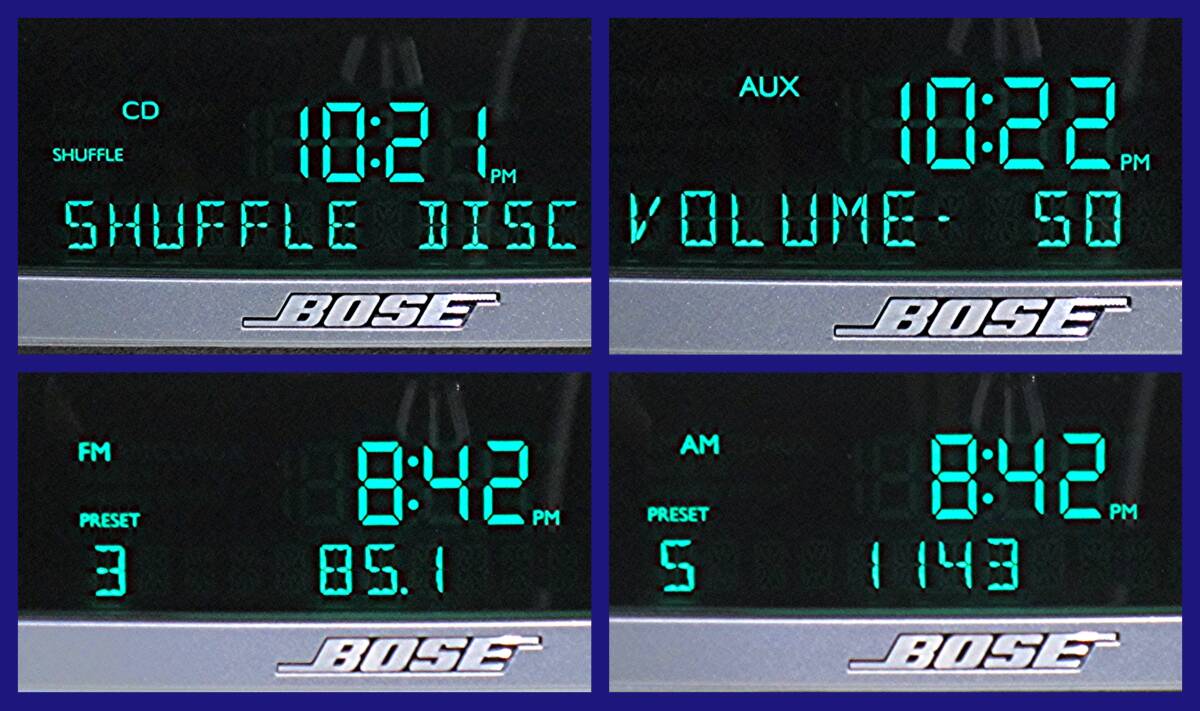 CD 10:21 PM
SHUFFLE
SHUFFLE DISC
BOSE
AUX 10:22 PM
VOLUME- 50
BOSE
FM 8:42 PM
PRESET
3 85.1
BOSE
AM 8:42 PM
PRESET
5 1143
BOSE